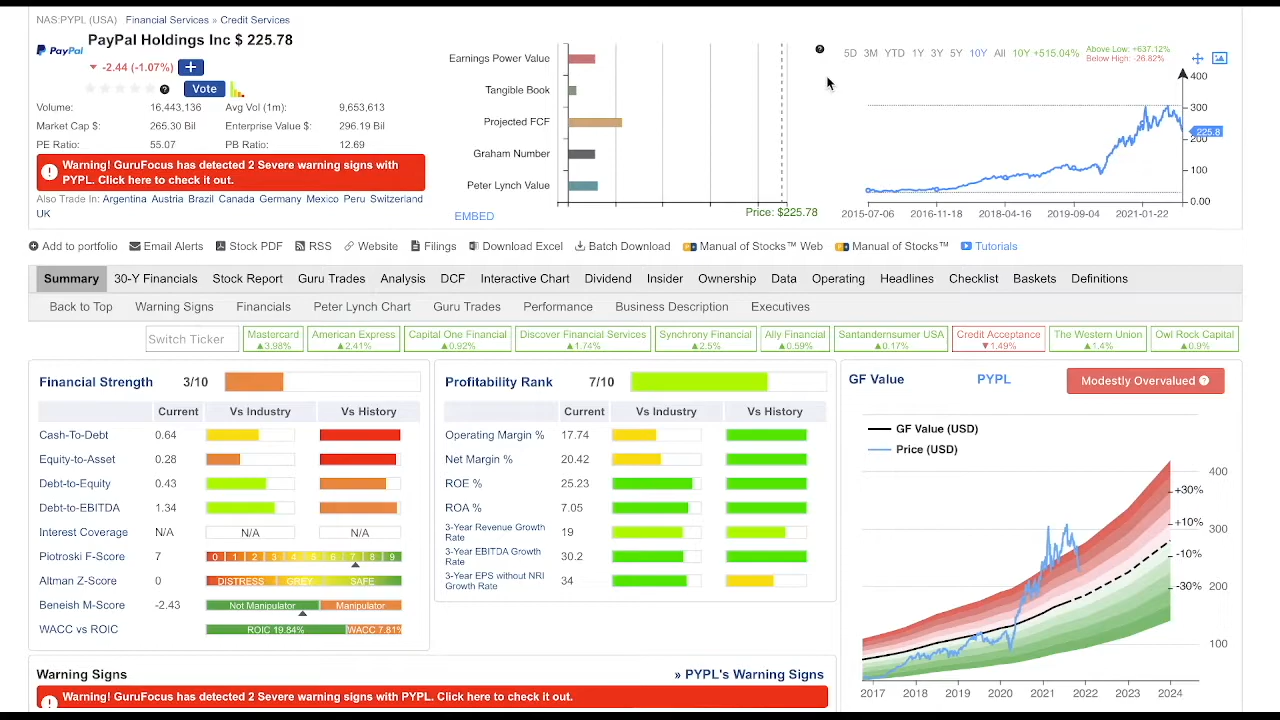 NAS:PYPL (USA) Financial Services » Credit Services
PayPal PayPal Holdings Inc $ 225.78
-2.44 (-1.07%) +
? Vote
Volume: 16,443,136 Avg Vol (1m): 9,653,613
Market Cap $: 265.30 Bil Enterprise Value $: 296.19 Bil
PE Ratio: 55.07 PB Ratio: 12.69
! Warning! GuruFocus has detected 2 Severe warning signs with
PYPL. Click here to check it out.
Also Trade In: Argentina Austria Brazil Canada Germany Mexico Peru Switzerland
UK
Earnings Power Value
Tangible Book
Projected FCF
Graham Number
Peter Lynch Value
EMBED Price: $225.78
?
5D 3M YTD 1Y 3Y 5Y 10Y All 10Y +515.04% Above Low: +637.12%
Below High: -26.82%
400
300
225.8
200
100
0.00
2015-07-06 2016-11-18 2018-04-16 2019-09-04 2021-01-22
Add to portfolio Email Alerts Stock PDF RSS Website Filings Download Excel Batch Download Manual of Stocks™ Web Manual of Stocks™ Tutorials
Summary 30-Y Financials Stock Report Guru Trades Analysis DCF Interactive Chart Dividend Insider Ownership Data Operating Headlines Checklist Baskets Definitions
Back to Top Warning Signs Financials Peter Lynch Chart Guru Trades Performance Business Description Executives
Switch Ticker Mastercard American Express Capital One Financial Discover Financial Services Synchrony Financial Ally Financial Santandernsumer USA Credit Acceptance The Western Union Owl Rock Capital
▲3.98% ▲2.41% ▲0.92% ▲1.74% ▲2.5% ▲0.59% ▲0.17% ▼1.49% ▲1.4% ▲0.9%
Financial Strength 3/10
Current Vs Industry Vs History
Cash-To-Debt 0.64
Equity-to-Asset 0.28
Debt-to-Equity 0.43
Debt-to-EBITDA 1.34
Interest Coverage N/A N/A N/A
Piotroski F-Score 7 0 1 2 3 4 5 6 7 8 9
Altman Z-Score 0 DISTRESS GREY SAFE
Beneish M-Score -2.43 Not Manipulator Manipulator
WACC vs ROIC ROIC 19.84% WACC 7.81%
Profitability Rank 7/10
Current Vs Industry Vs History
Operating Margin % 17.74
Net Margin % 20.42
ROE % 25.23
ROA % 7.05
3-Year Revenue Growth
Rate 19
3-Year EBITDA Growth
Rate 30.2
3-Year EPS without NRI
Growth Rate 34
GF Value PYPL Modestly Overvalued ?
GF Value (USD)
Price (USD)
400
+30%
+10%
300
-10%
-30%
200
100
2017 2018 2019 2020 2021 2022 2023 2024
Warning Signs » PYPL's Warning Signs
! Warning! GuruFocus has detected 2 Severe warning signs with PYPL. Click here to check it out.